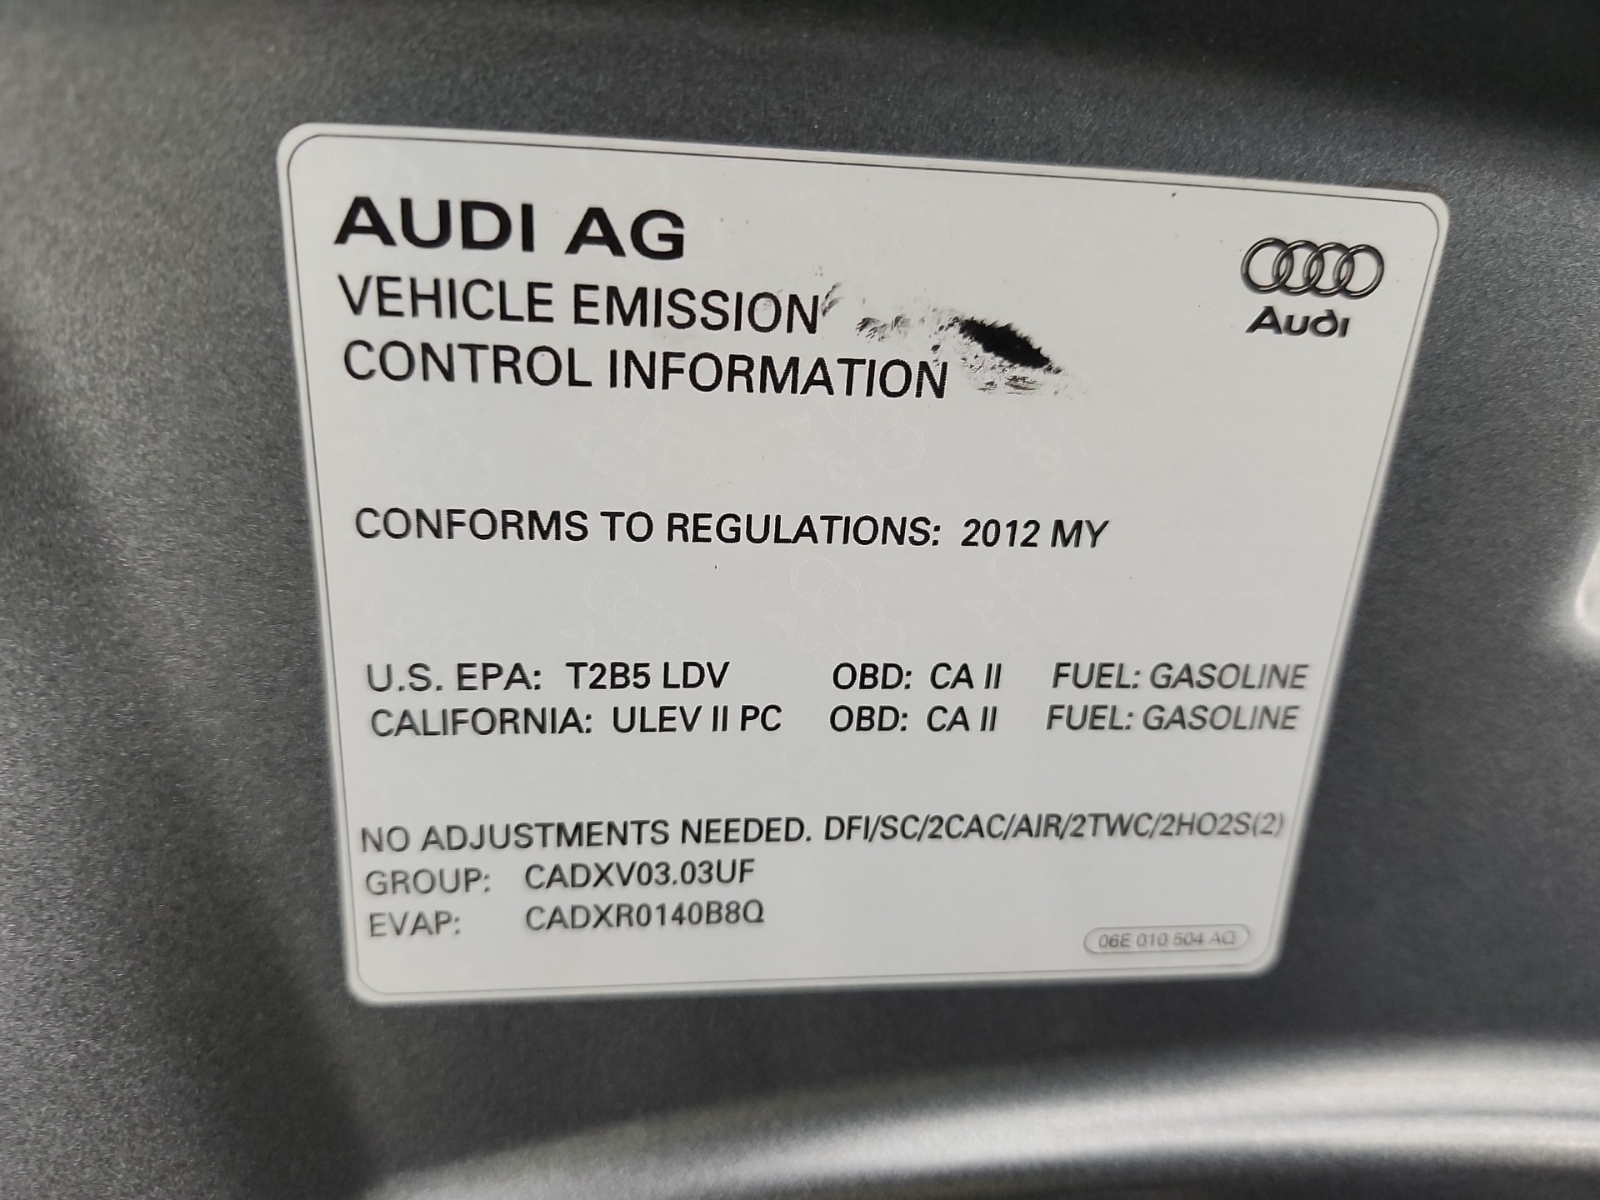 AUDI AG
VEHICLE EMISSION
CONTROL INFORMATION
Audi
CONFORMS TO REGULATIONS: 2012 MY
U.S. EPA: T2B5 LDV OBD: CA II FUEL: GASOLINE
CALIFORNIA: ULEV II PC OBD: CA II FUEL: GASOLINE
NO ADJUSTMENTS NEEDED. DFI/SC/2CAC/AIR/2TWC/2HO2S(2)
GROUP: CADXV03.03UF
EVAP: CADXR0140B8Q
06E 010 504 AQ